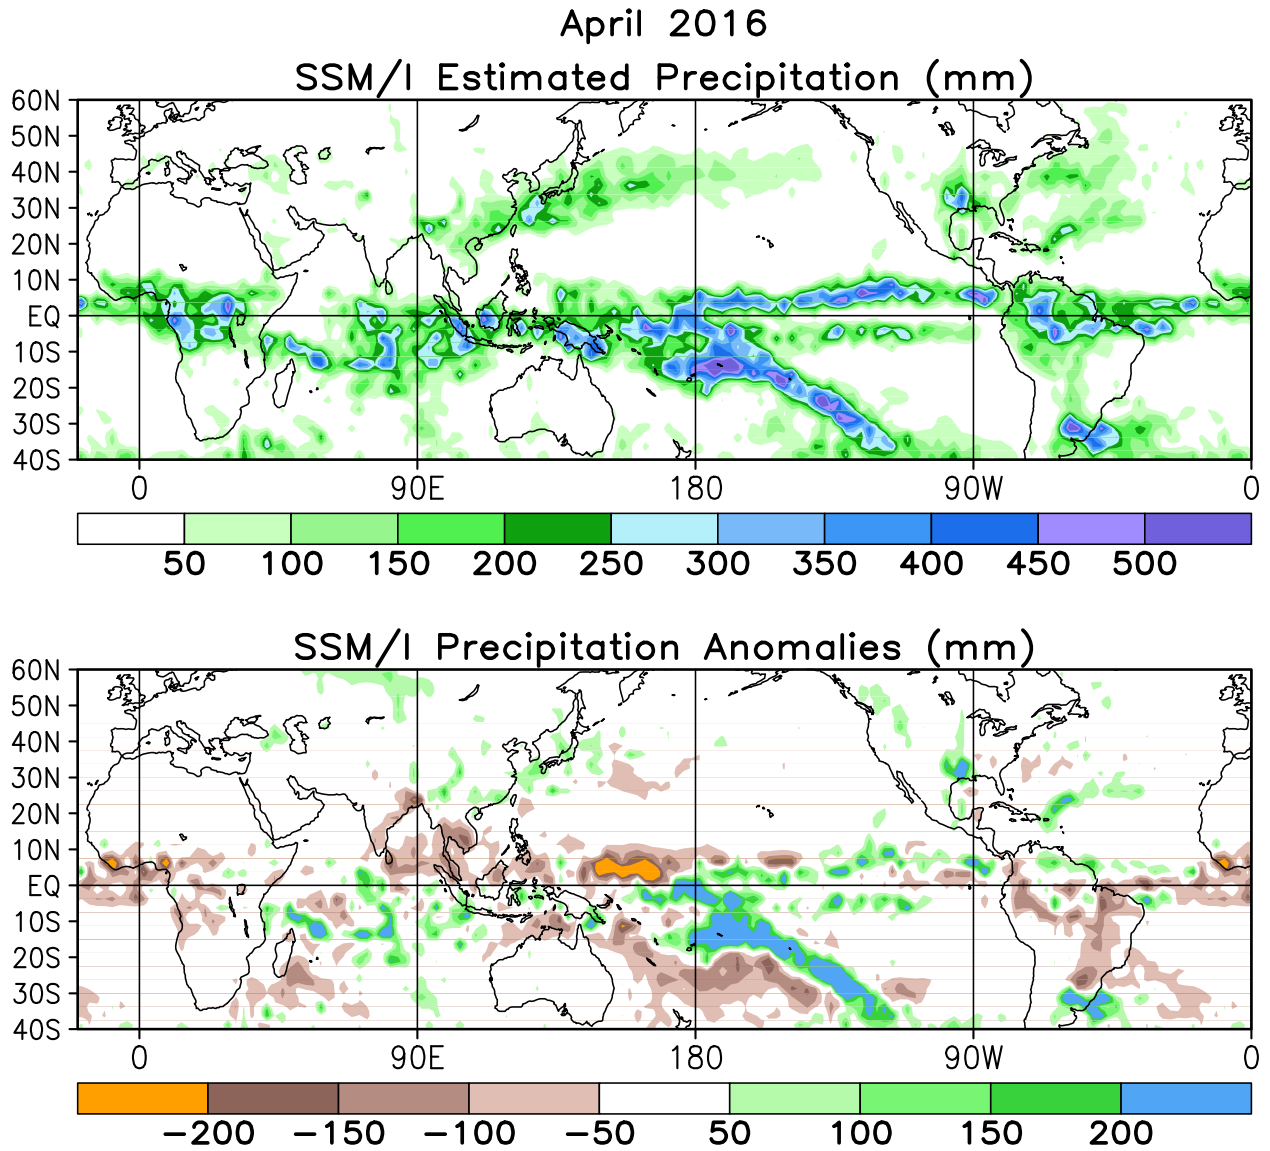 April 2016
SSM/I Estimated Precipitation (mm)
60N
50N
40N
30N
20N
10N
EQ
10S
20S
30S
40S
0 90E 180 90W 0
50 100 150 200 250 300 350 400 450 500
SSM/I Precipitation Anomalies (mm)
60N
50N
40N
30N
20N
10N
EQ
10S
20S
30S
40S
0 90E 180 90W 0
−200 −150 −100 −50 50 100 150 200